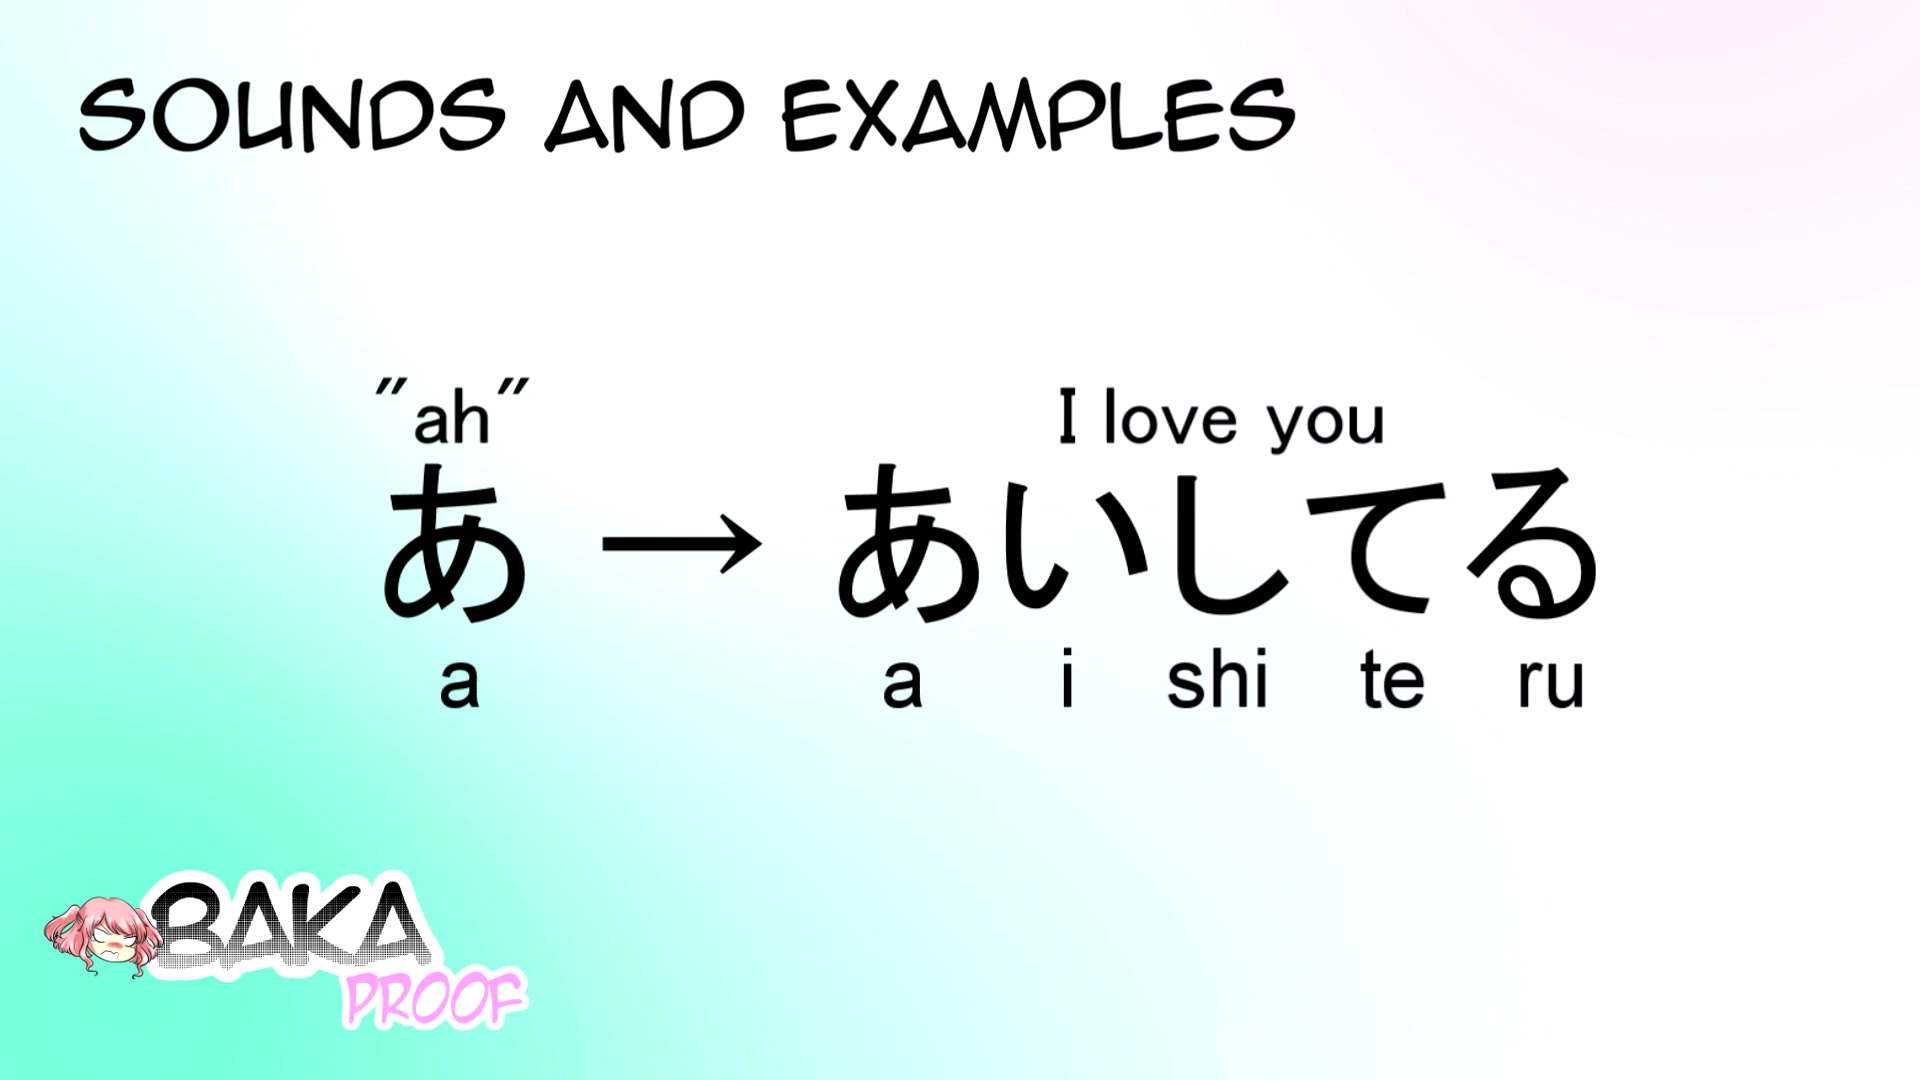 SOUNDS AND EXAMPLES
"ah" I love you
あ → あいしてる
a a i shi te ru
BAKA
PROOF